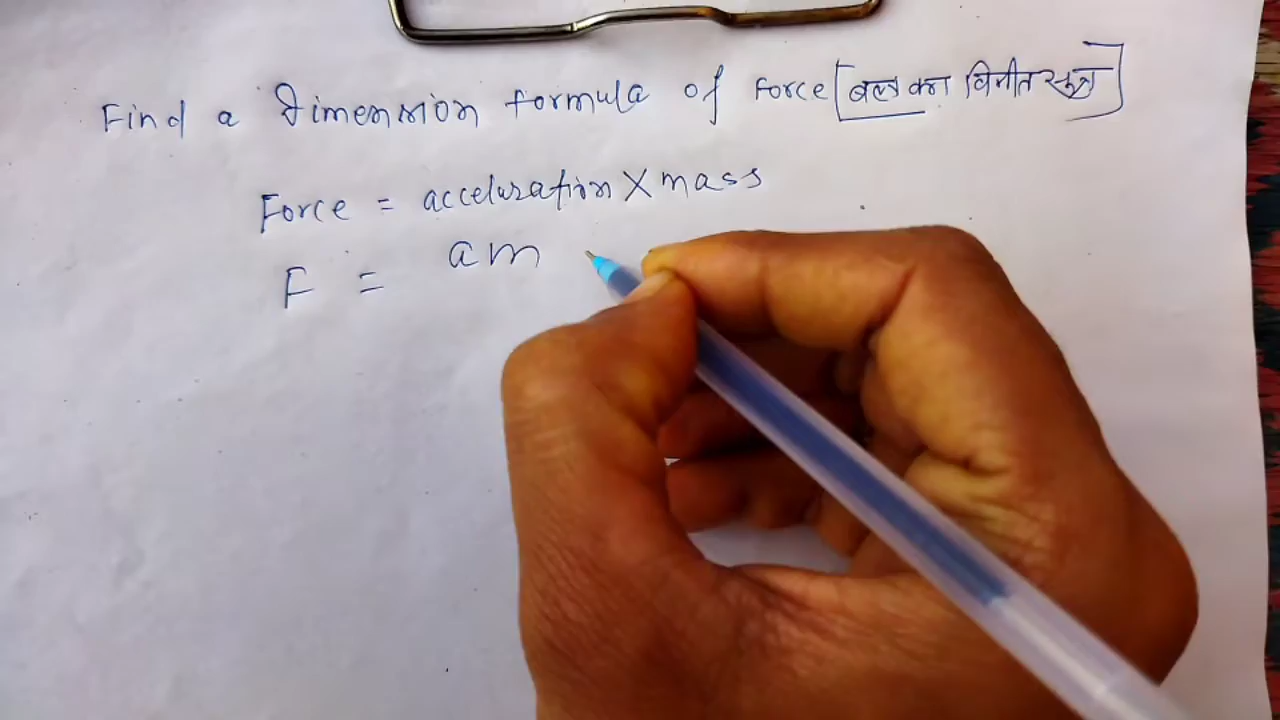 Find a Dimension formula of Force [बल का विमीत सूत्र]
Force = acceleration X mass
F = am